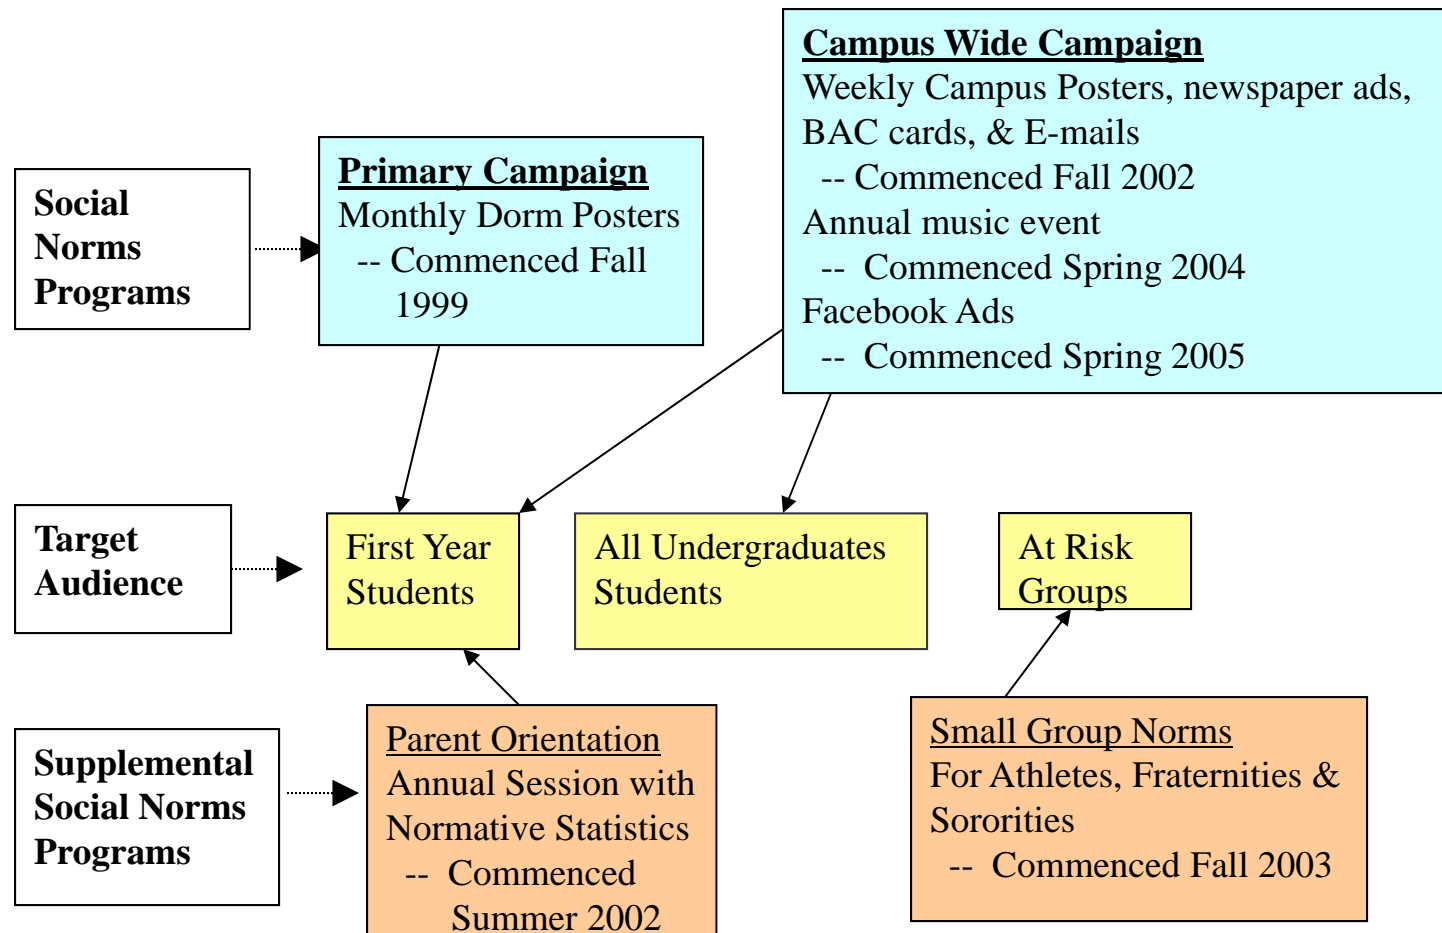 Campus Wide Campaign
Weekly Campus Posters, newspaper ads,
BAC cards, & E-mails
-- Commenced Fall 2002
Annual music event
-- Commenced Spring 2004
Facebook Ads
-- Commenced Spring 2005
Primary Campaign
Monthly Dorm Posters
-- Commenced Fall
1999
Social
Norms
Programs
Target
Audience
First Year
Students
All Undergraduates
Students
At Risk
Groups
Supplemental
Social Norms
Programs
Parent Orientation
Annual Session with
Normative Statistics
-- Commenced
Summer 2002
Small Group Norms
For Athletes, Fraternities &
Sororities
-- Commenced Fall 2003